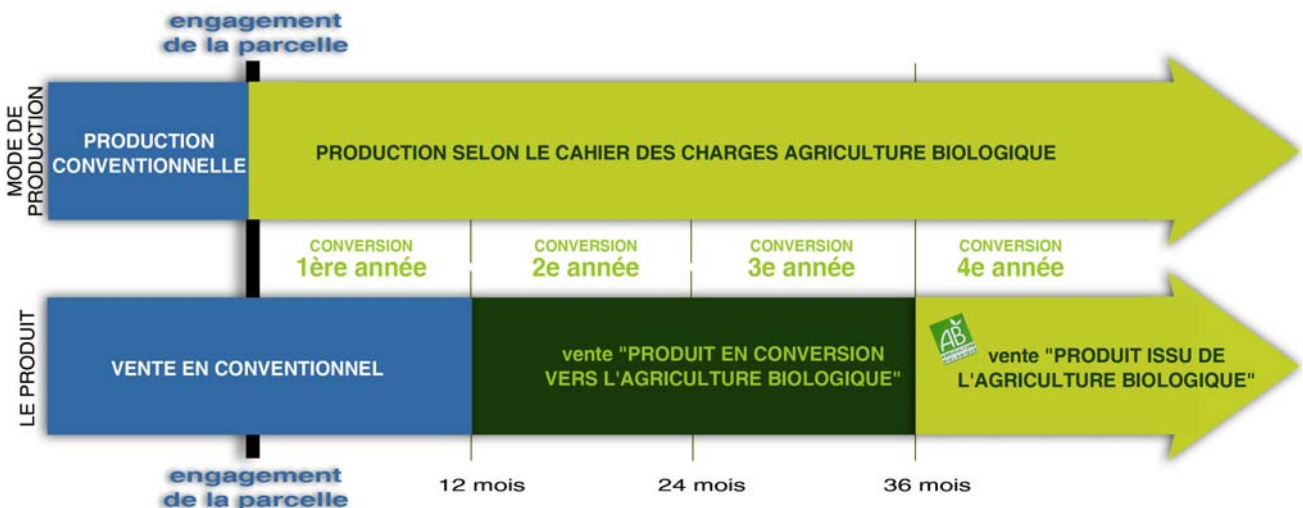 engagement
de la parcelle
MODE DE
PRODUCTION
PRODUCTION
CONVENTIONNELLE
PRODUCTION SELON LE CAHIER DES CHARGES AGRICULTURE BIOLOGIQUE
CONVERSION
1ère année
CONVERSION
2e année
CONVERSION
3e année
CONVERSION
4e année
LE PRODUIT
VENTE EN CONVENTIONNEL
vente "PRODUIT EN CONVERSION
VERS L'AGRICULTURE BIOLOGIQUE"
AB
vente "PRODUIT ISSU DE
L'AGRICULTURE BIOLOGIQUE"
engagement
de la parcelle
12 mois
24 mois
36 mois